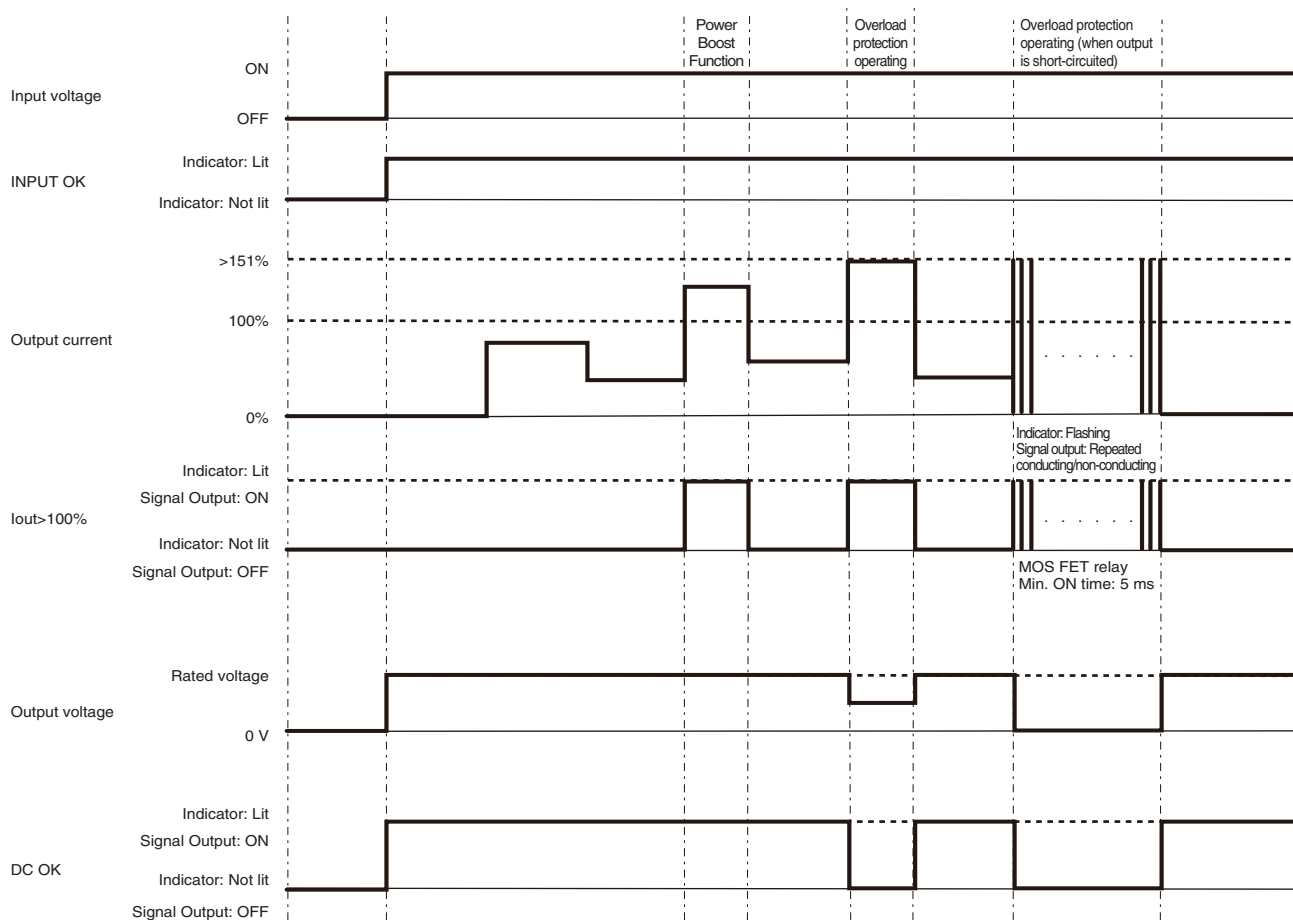 Power
Boost
Function
Overload
protection
operating
Overload protection
operating (when output
is short-circuited)
Input voltage
ON
OFF
INPUT OK
Indicator: Lit
Indicator: Not lit
Output current
>151%
100%
0%
Indicator: Flashing
Signal output: Repeated
conducting/non-conducting
Iout>100%
Indicator: Lit
Signal Output: ON
Indicator: Not lit
Signal Output: OFF
MOS FET relay
Min. ON time: 5 ms
Output voltage
Rated voltage
0 V
DC OK
Indicator: Lit
Signal Output: ON
Indicator: Not lit
Signal Output: OFF